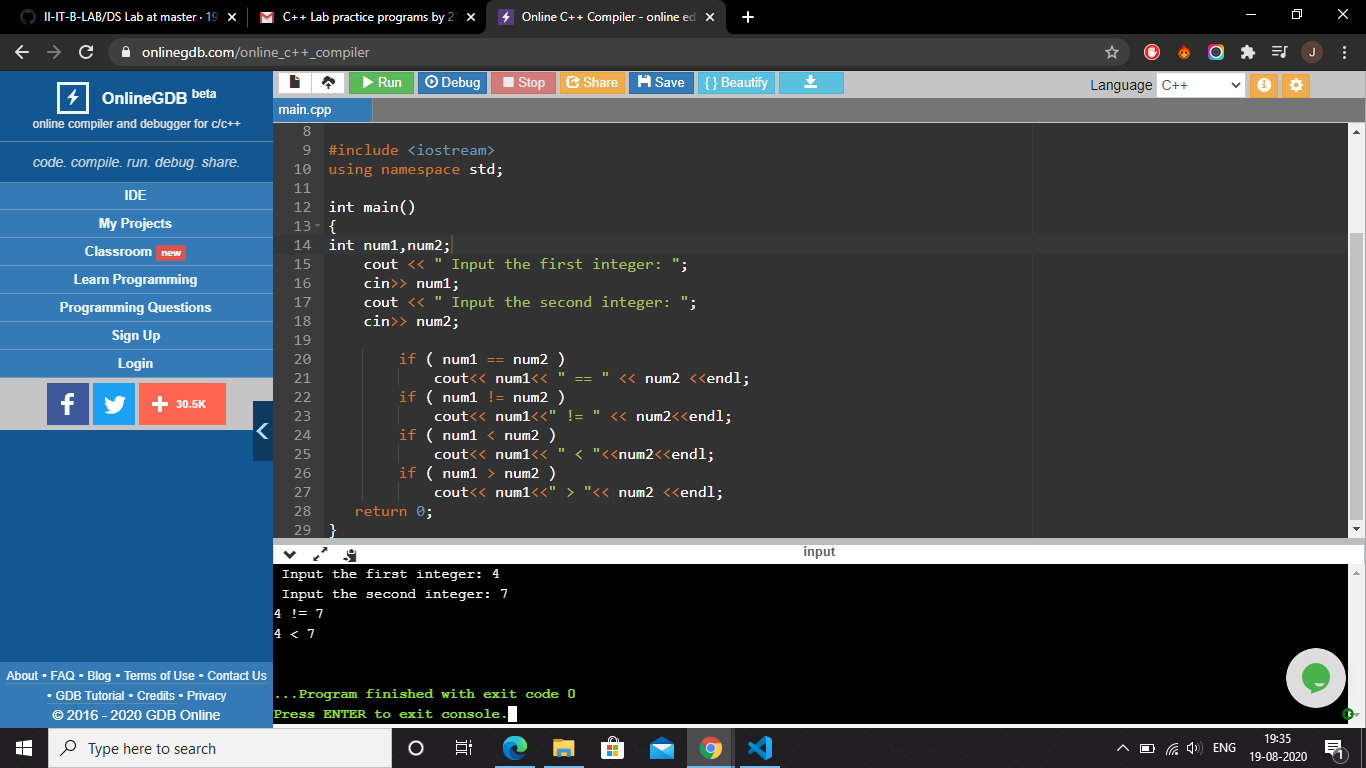 II-IT-B-LAB/DS Lab at master · 19
C++ Lab practice programs by 2
Online C++ Compiler - online ed
onlinegdb.com/online_c++_compiler
J
OnlineGDB beta
online compiler and debugger for c/c++
code. compile. run. debug. share.
IDE
My Projects
Classroom new
Learn Programming
Programming Questions
Sign Up
Login
30.5K
About • FAQ • Blog • Terms of Use • Contact Us
• GDB Tutorial • Credits • Privacy
© 2016 - 2020 GDB Online
Run Debug Stop Share Save { } Beautify
Language C++
main.cpp
8
9 #include <iostream>
10 using namespace std;
11
12 int main()
13 {
14 int num1,num2;
15 cout << " Input the first integer: ";
16 cin>> num1;
17 cout << " Input the second integer: ";
18 cin>> num2;
19
20 if ( num1 == num2 )
21 cout<< num1<< " == " << num2 <<endl;
22 if ( num1 != num2 )
23 cout<< num1<<" != " << num2<<endl;
24 if ( num1 < num2 )
25 cout<< num1<< " < "<<num2<<endl;
26 if ( num1 > num2 )
27 cout<< num1<<" > "<< num2 <<endl;
28 return 0;
29 }
input
Input the first integer: 4
Input the second integer: 7
4 != 7
4 < 7
...Program finished with exit code 0
Press ENTER to exit console.
Type here to search
ENG
19:35
19-08-2020
1